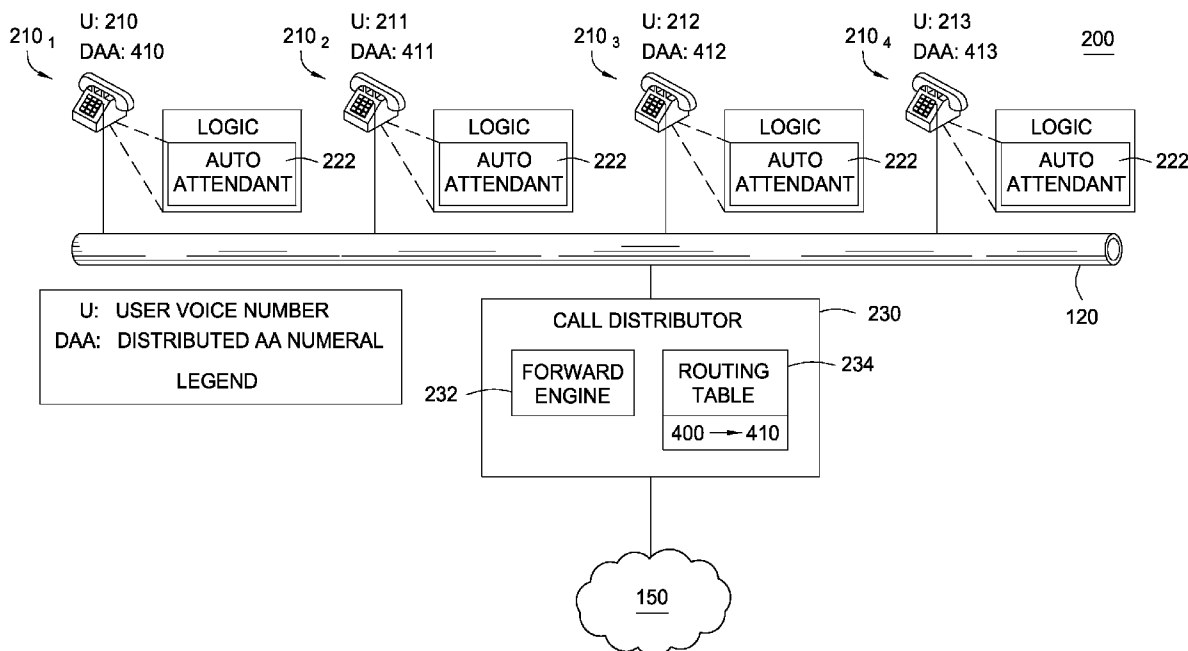 U: 210
DAA: 410
210 1
U: 211
DAA: 411
210 2
U: 212
DAA: 412
210 3
U: 213
DAA: 413
210 4
200
LOGIC
AUTO
ATTENDANT
222
LOGIC
AUTO
ATTENDANT
222
LOGIC
AUTO
ATTENDANT
222
LOGIC
AUTO
ATTENDANT
222
120
U: USER VOICE NUMBER
DAA: DISTRIBUTED AA NUMERAL
LEGEND
CALL DISTRIBUTOR
230
FORWARD
ENGINE
232
ROUTING
TABLE
234
400 → 410
150